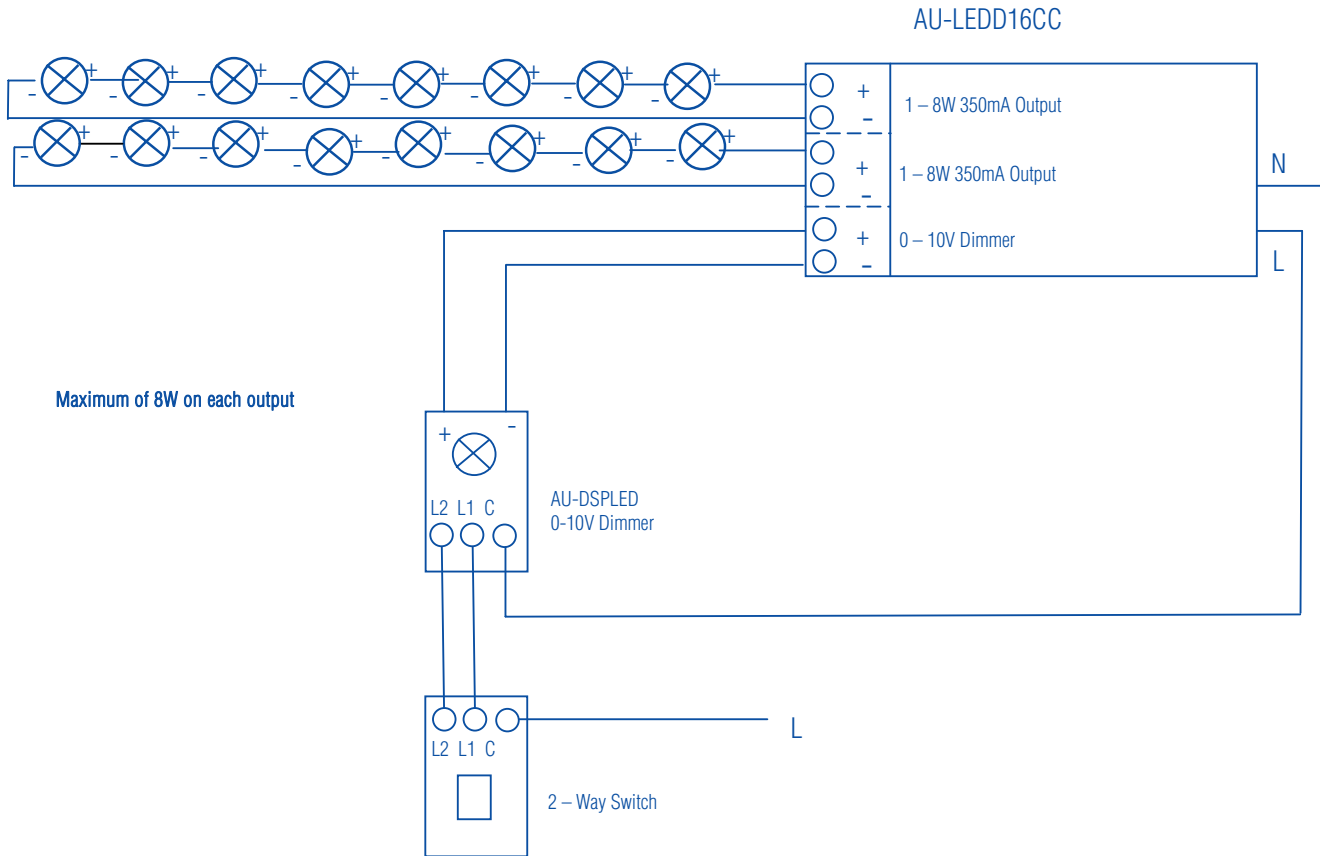 AU-LEDD16CC
+ + + + + + + +
- - - - - - - -
+ 1 – 8W 350mA Output
-
+ + + + + + + +
- - - - - - - -
+ 1 – 8W 350mA Output
-
N
+ 0 – 10V Dimmer
-
L
Maximum of 8W on each output
+ -
L2 L1 C
AU-DSPLED
0-10V Dimmer
L
L2 L1 C
2 – Way Switch